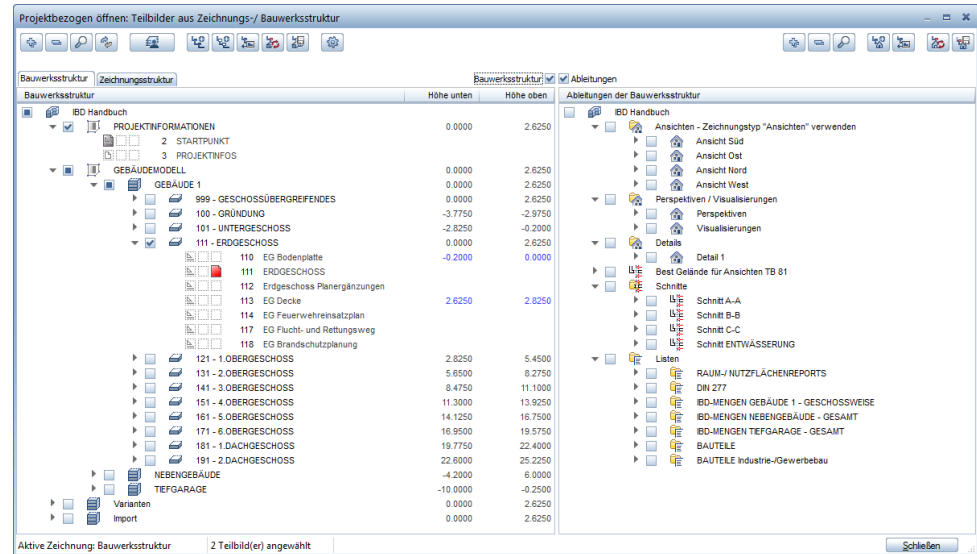 Projektbezogen öffnen: Teilbilder aus Zeichnungs-/ Bauwerksstruktur
Bauwerksstruktur Zeichnungsstruktur Bauwerksstruktur Ableitungen
Bauwerksstruktur Höhe unten Höhe oben Ableitungen der Bauwerksstruktur
IBD Handbuch
PROJEKTINFORMATIONEN 0.0000 2.6250
2 STARTPUNKT
3 PROJEKTINFOS
GEBÄUDEMODELL 0.0000 2.6250
GEBÄUDE 1 0.0000 2.6250
999 - GESCHOSSÜBERGREIFENDES 0.0000 2.6250
100 - GRÜNDUNG -3.7750 -2.9750
101 - UNTERGESCHOSS -2.8250 -0.2000
111 - ERDGESCHOSS 0.0000 2.6250
110 EG Bodenplatte -0.2000 0.0000
111 ERDGESCHOSS
112 Erdgeschoss Planergänzungen
113 EG Decke 2.6250 2.8250
114 EG Feuerwehreinsatzplan
117 EG Flucht- und Rettungsweg
118 EG Brandschutzplanung
121 - 1.OBERGESCHOSS 2.8250 5.4500
131 - 2.OBERGESCHOSS 5.6500 8.2750
141 - 3.OBERGESCHOSS 8.4750 11.1000
151 - 4.OBERGESCHOSS 11.3000 13.9250
161 - 5.OBERGESCHOSS 14.1250 16.7500
171 - 6.OBERGESCHOSS 16.9500 19.5750
181 - 1.DACHGESCHOSS 19.7750 22.4000
191 - 2.DACHGESCHOSS 22.6000 25.2250
NEBENGEBÄUDE -4.2000 6.0000
TIEFGARAGE -10.0000 -0.2500
Varianten 0.0000 2.6250
Import 0.0000 2.6250
IBD Handbuch
Ansichten - Zeichnungstyp "Ansichten" verwenden
Ansicht Süd
Ansicht Ost
Ansicht Nord
Ansicht West
Perspektiven / Visualisierungen
Perspektiven
Visualisierungen
Details
Detail 1
Best Gelände für Ansichten TB 81
Schnitte
Schnitt A-A
Schnitt B-B
Schnitt C-C
Schnitt ENTWÄSSERUNG
Listen
RAUM-/ NUTZFLÄCHENREPORTS
DIN 277
IBD-MENGEN GEBÄUDE 1 - GESCHOSSWEISE
IBD-MENGEN NEBENGEBÄUDE - GESAMT
IBD-MENGEN TIEFGARAGE - GESAMT
BAUTEILE
BAUTEILE Industrie-/Gewerbebau
Aktive Zeichnung: Bauwerksstruktur 2 Teilbild(er) angewählt Schließen